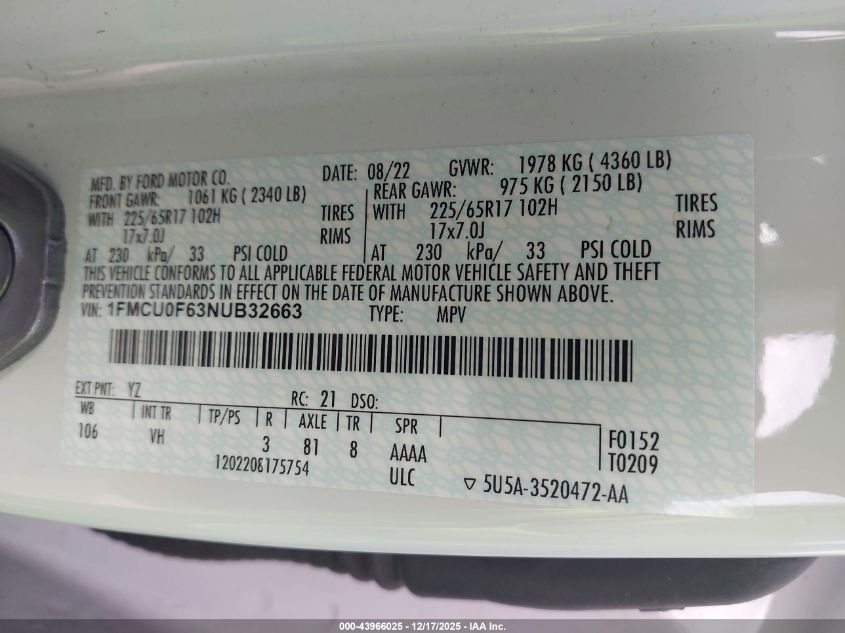 MFD. BY FORD MOTOR CO. DATE: 08/22 GVWR: 1978 KG ( 4360 LB)
FRONT GAWR: 1061 KG ( 2340 LB) REAR GAWR: 975 KG ( 2150 LB)
WITH 225/65R17 102H TIRES WITH 225/65R17 102H TIRES
17x7.0J RIMS 17x7.0J RIMS
AT 230 kPa/ 33 PSI COLD AT 230 kPa/ 33 PSI COLD
THIS VEHICLE CONFORMS TO ALL APPLICABLE FEDERAL MOTOR VEHICLE SAFETY AND THEFT
PREVENTION STANDARDS IN EFFECT ON THE DATE OF MANUFACTURE SHOWN ABOVE.
VIN: 1FMCU0F63NUB32663 TYPE: MPV
EXT PNT: YZ RC: 21 DSO:
WB INT TR TP/PS R AXLE TR SPR F0152
106 VH 3 81 8 AAAA T0209
1202208175754 ULC ▽ 5U5A-3520472-AA
000-43966025 - 12/17/2025 - IAA Inc.